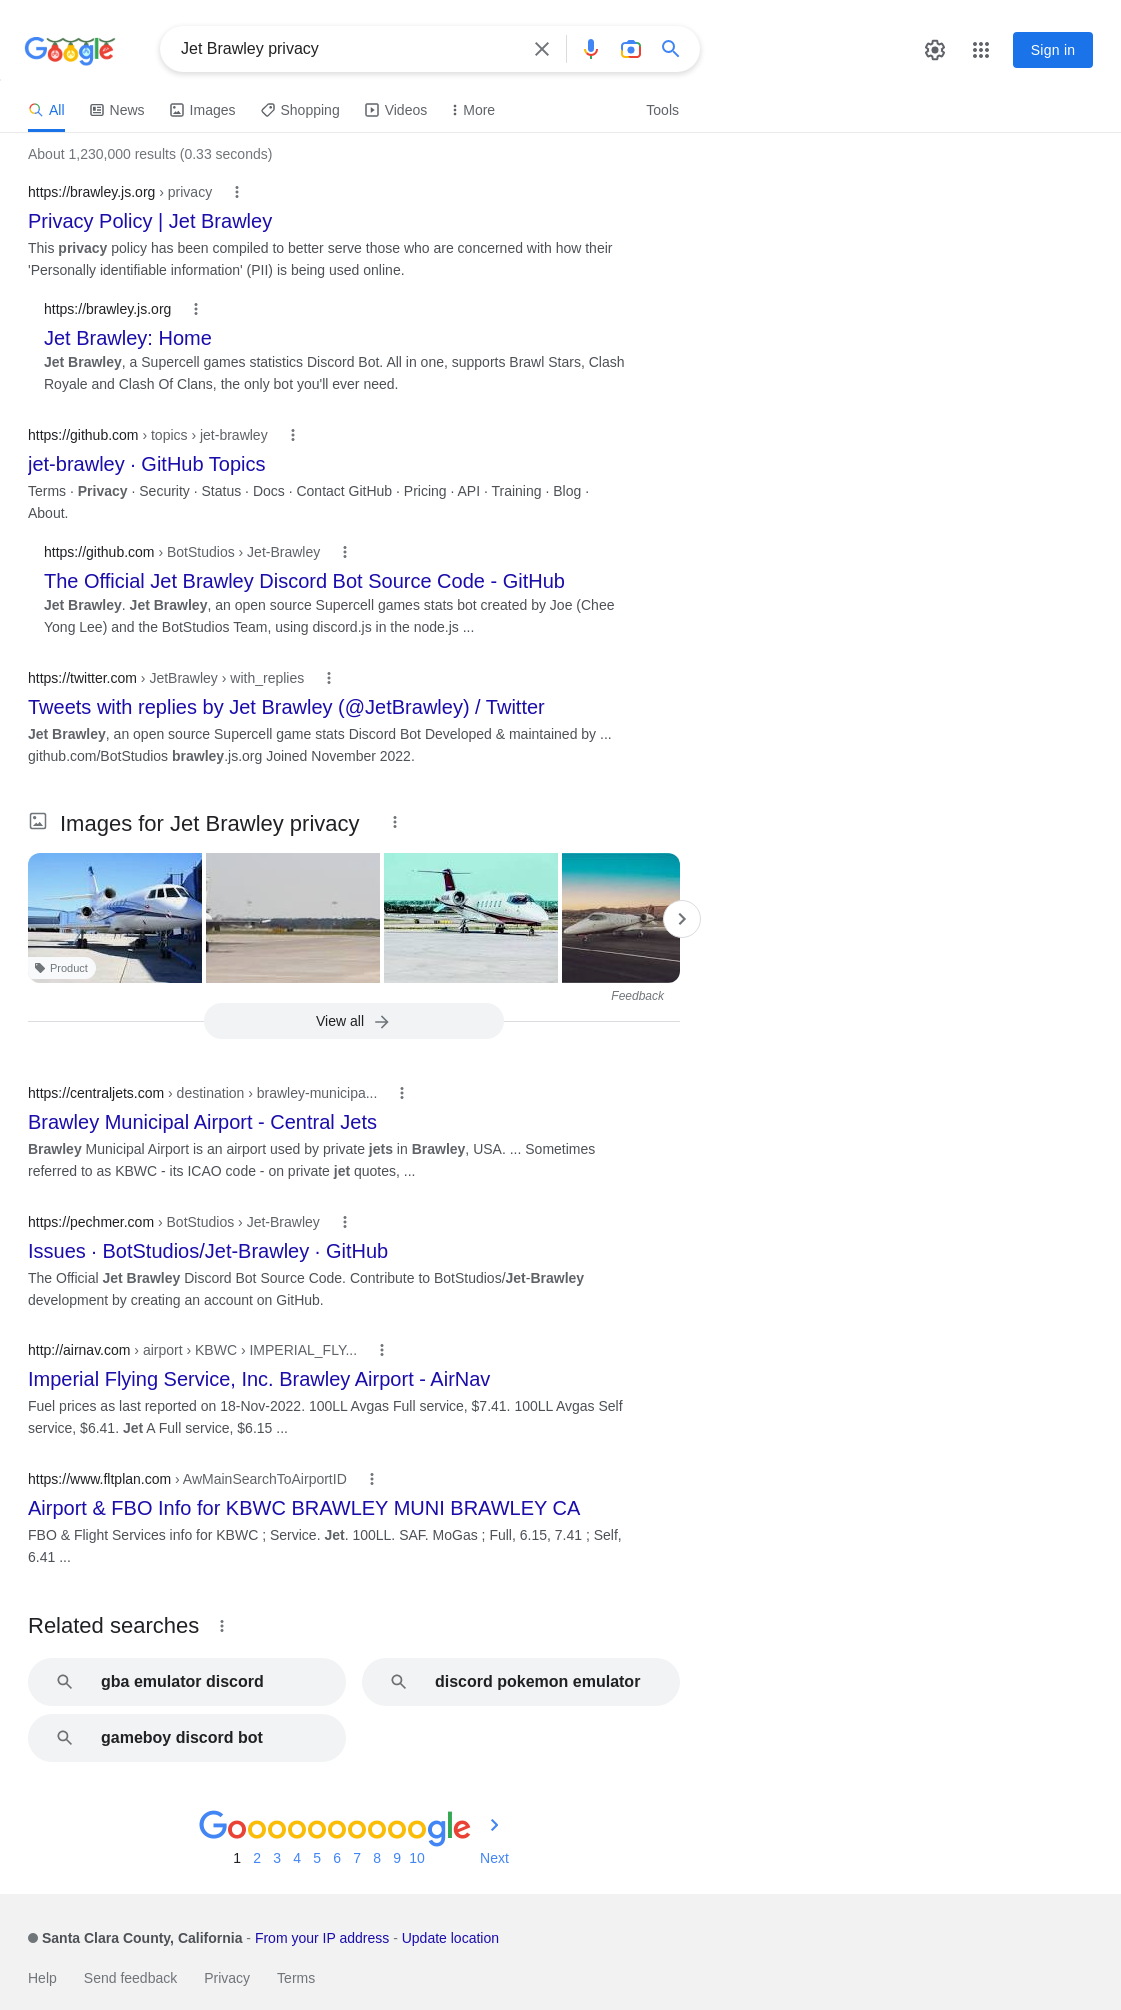 Google
Jet Brawley privacy
Sign in
All
News
Images
Shopping
Videos
More
Tools
About 1,230,000 results (0.33 seconds)
https://brawley.js.org › privacy
Privacy Policy | Jet Brawley
This privacy policy has been compiled to better serve those who are concerned with how their
'Personally identifiable information' (PII) is being used online.
https://brawley.js.org
Jet Brawley: Home
Jet Brawley, a Supercell games statistics Discord Bot. All in one, supports Brawl Stars, Clash
Royale and Clash Of Clans, the only bot you'll ever need.
https://github.com › topics › jet-brawley
jet-brawley · GitHub Topics
Terms · Privacy · Security · Status · Docs · Contact GitHub · Pricing · API · Training · Blog ·
About.
https://github.com › BotStudios › Jet-Brawley
The Official Jet Brawley Discord Bot Source Code - GitHub
Jet Brawley. Jet Brawley, an open source Supercell games stats bot created by Joe (Chee
Yong Lee) and the BotStudios Team, using discord.js in the node.js ...
https://twitter.com › JetBrawley › with_replies
Tweets with replies by Jet Brawley (@JetBrawley) / Twitter
Jet Brawley, an open source Supercell game stats Discord Bot Developed & maintained by ...
github.com/BotStudios brawley.js.org Joined November 2022.
Images for Jet Brawley privacy
Product
Feedback
View all
https://centraljets.com › destination › brawley-municipa...
Brawley Municipal Airport - Central Jets
Brawley Municipal Airport is an airport used by private jets in Brawley, USA. ... Sometimes
referred to as KBWC - its ICAO code - on private jet quotes, ...
https://pechmer.com › BotStudios › Jet-Brawley
Issues · BotStudios/Jet-Brawley · GitHub
The Official Jet Brawley Discord Bot Source Code. Contribute to BotStudios/Jet-Brawley
development by creating an account on GitHub.
http://airnav.com › airport › KBWC › IMPERIAL_FLY...
Imperial Flying Service, Inc. Brawley Airport - AirNav
Fuel prices as last reported on 18-Nov-2022. 100LL Avgas Full service, $7.41. 100LL Avgas Self
service, $6.41. Jet A Full service, $6.15 ...
https://www.fltplan.com › AwMainSearchToAirportID
Airport & FBO Info for KBWC BRAWLEY MUNI BRAWLEY CA
FBO & Flight Services info for KBWC ; Service. Jet. 100LL. SAF. MoGas ; Full, 6.15, 7.41 ; Self,
6.41 ...
Related searches
gba emulator discord
discord pokemon emulator
gameboy discord bot
Goooooooooogle
1 2 3 4 5 6 7 8 9 10 Next
Santa Clara County, California - From your IP address - Update location
Help Send feedback Privacy Terms